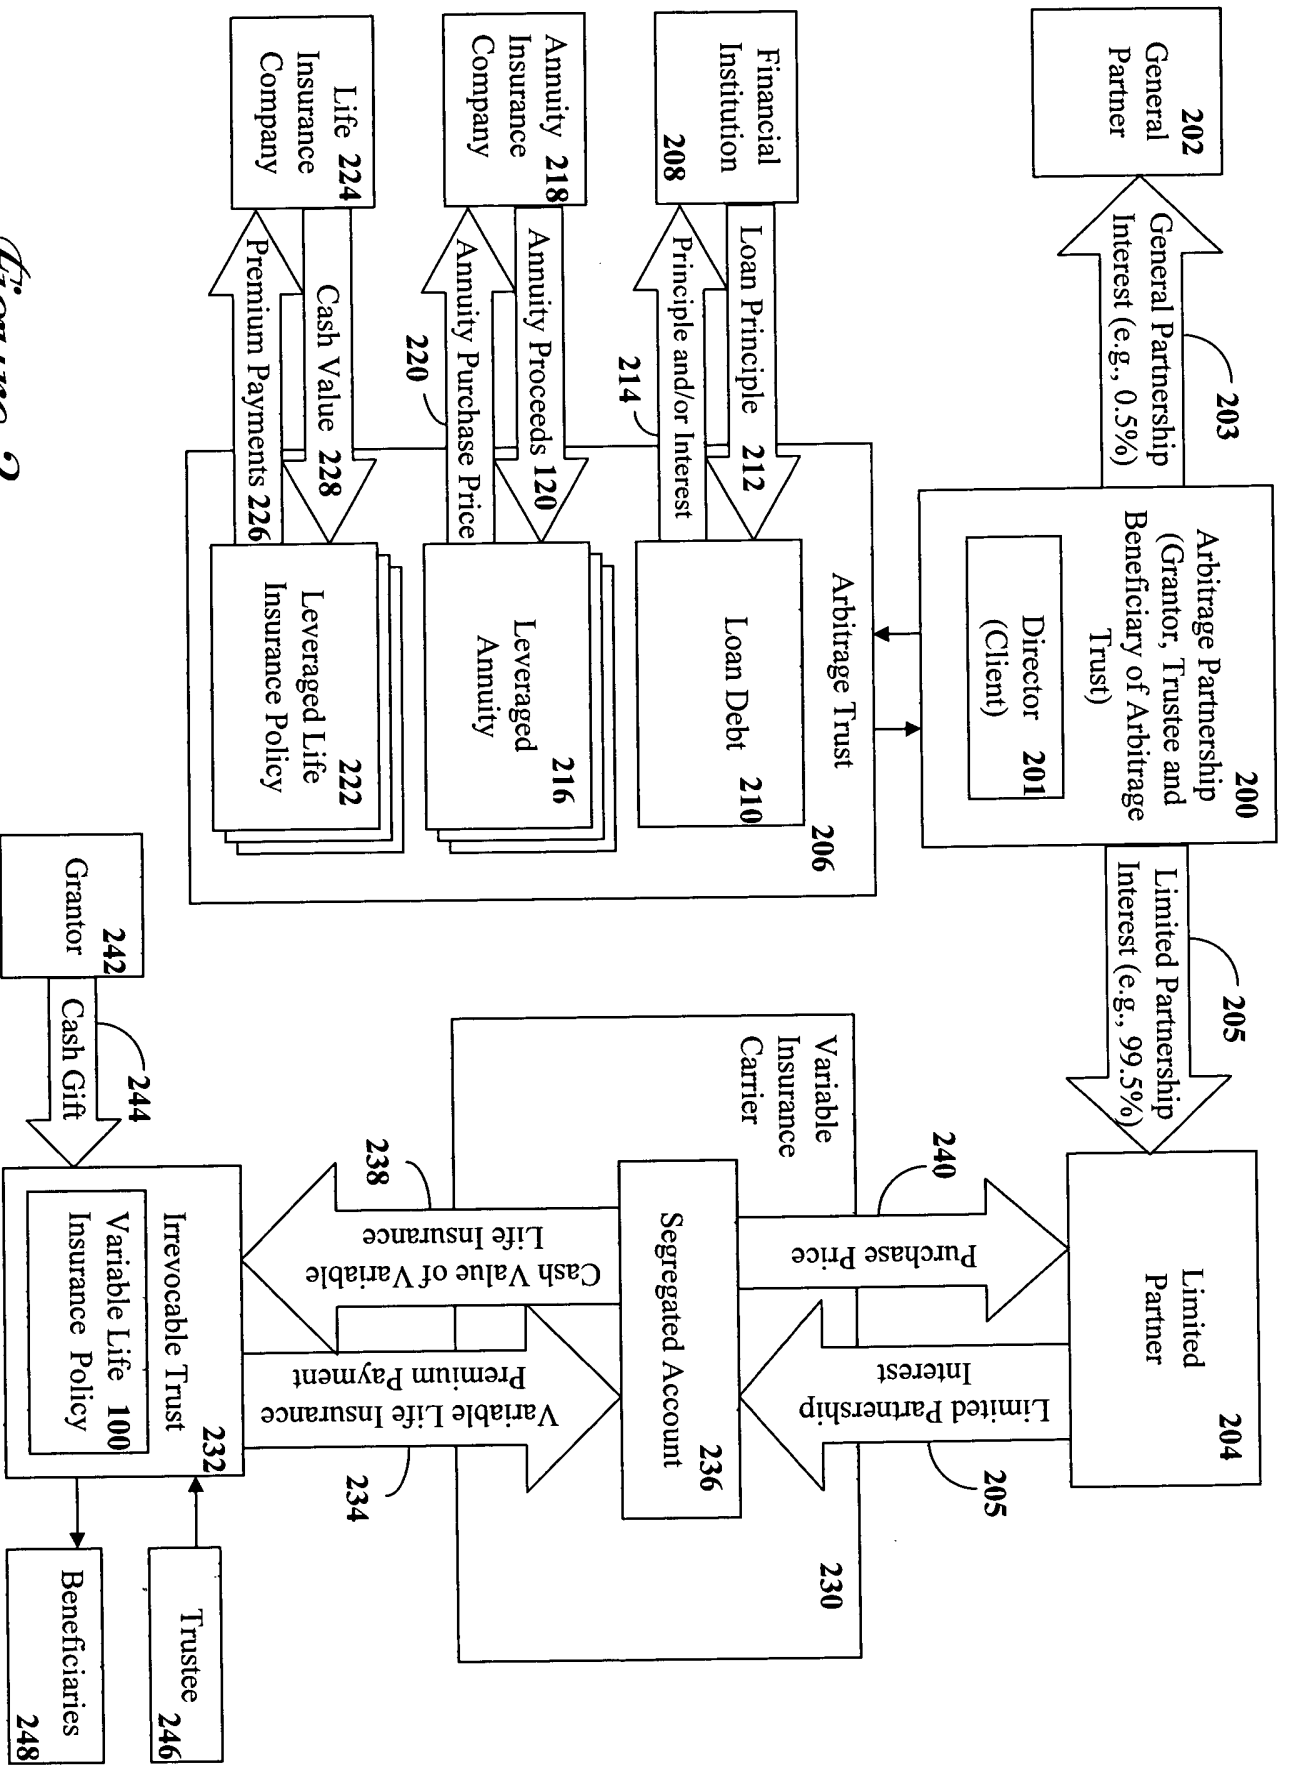 202
General
Partner
General Partnership
Interest (e.g., 0.5%)
203
Arbitrage Partnership
(Grantor, Trustee and
Beneficiary of Arbitrage
Trust)
200
Director
(Client)
201
Limited Partnership
Interest (e.g., 99.5%)
205
Limited
Partner
204
Financial
Institution
208
Loan Principle 212
Principle and/or Interest
214
Arbitrage Trust
206
Loan Debt
210
Annuity 218
Insurance
Company
Annuity Proceeds 120
Annuity Purchase Price
220
Leveraged
Annuity
216
Life 224
Insurance
Company
Cash Value 228
Premium Payments 226
Leveraged Life
Insurance Policy
222
Variable
Insurance
Carrier
230
240
Purchase Price
Limited Partnership
Interest
205
Segregated Account
236
Cash Value of Variable
Life Insurance
238
Variable Life Insurance
Premium Payment
234
Grantor
242
Cash Gift
244
Irrevocable Trust
232
Variable Life 100
Insurance Policy
Trustee
246
Beneficiaries
248
Figure 2